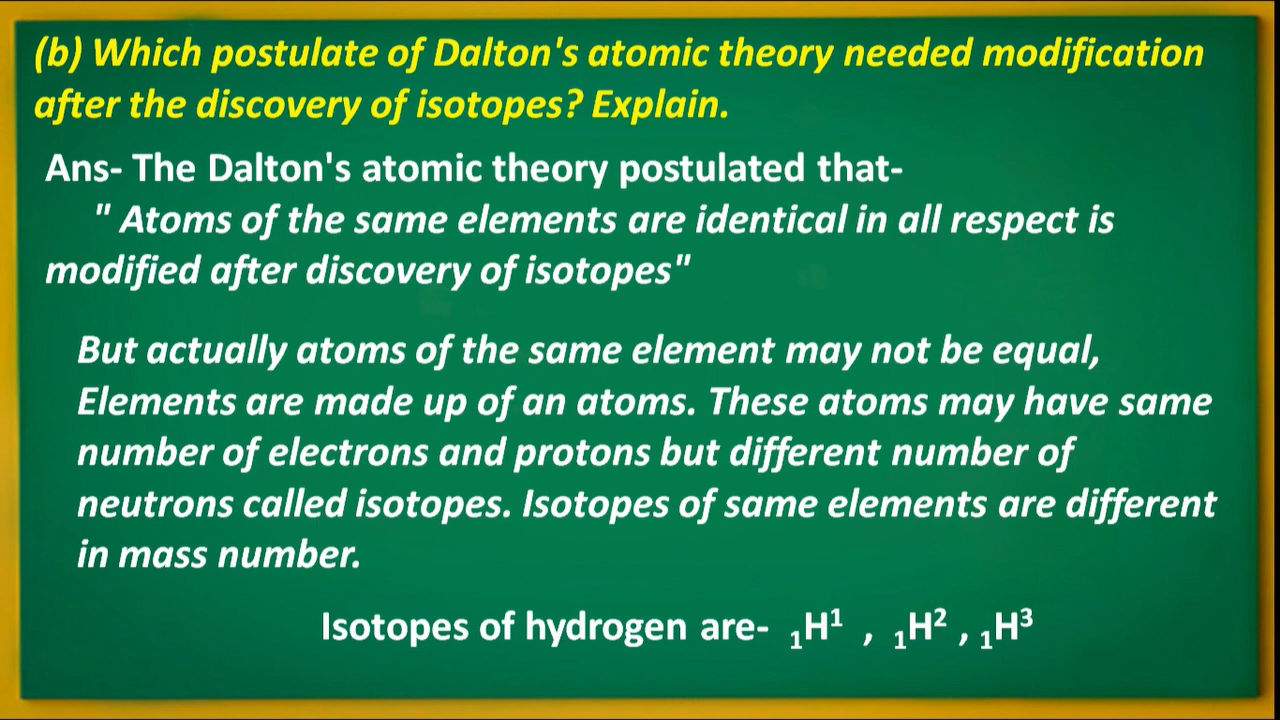 (b) Which postulate of Dalton's atomic theory needed modification
after the discovery of isotopes? Explain.
Ans- The Dalton's atomic theory postulated that-
" Atoms of the same elements are identical in all respect is
modified after discovery of isotopes"
But actually atoms of the same element may not be equal,
Elements are made up of an atoms. These atoms may have same
number of electrons and protons but different number of
neutrons called isotopes. Isotopes of same elements are different
in mass number.
Isotopes of hydrogen are- ₁H¹ , ₁H² , ₁H³